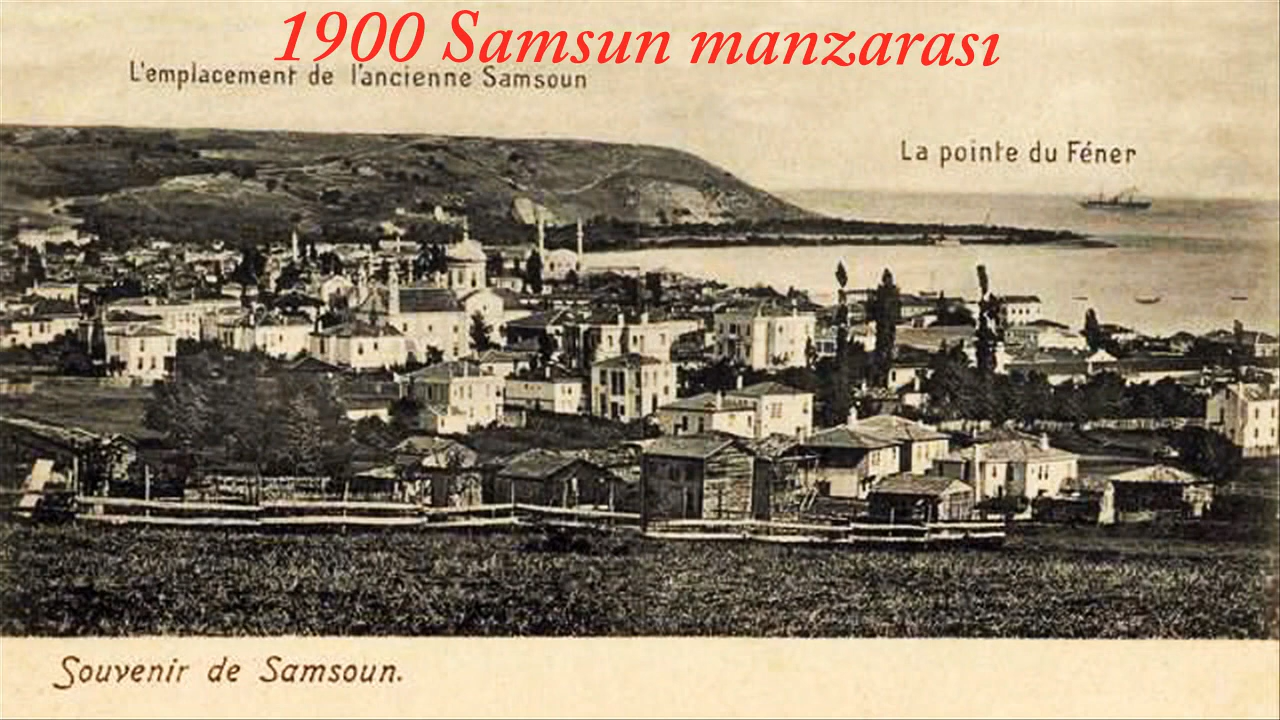 1900 Samsun manzarası
L'emplacement de l'ancienne Samsoun
La pointe du Féner
Souvenir de Samsoun.